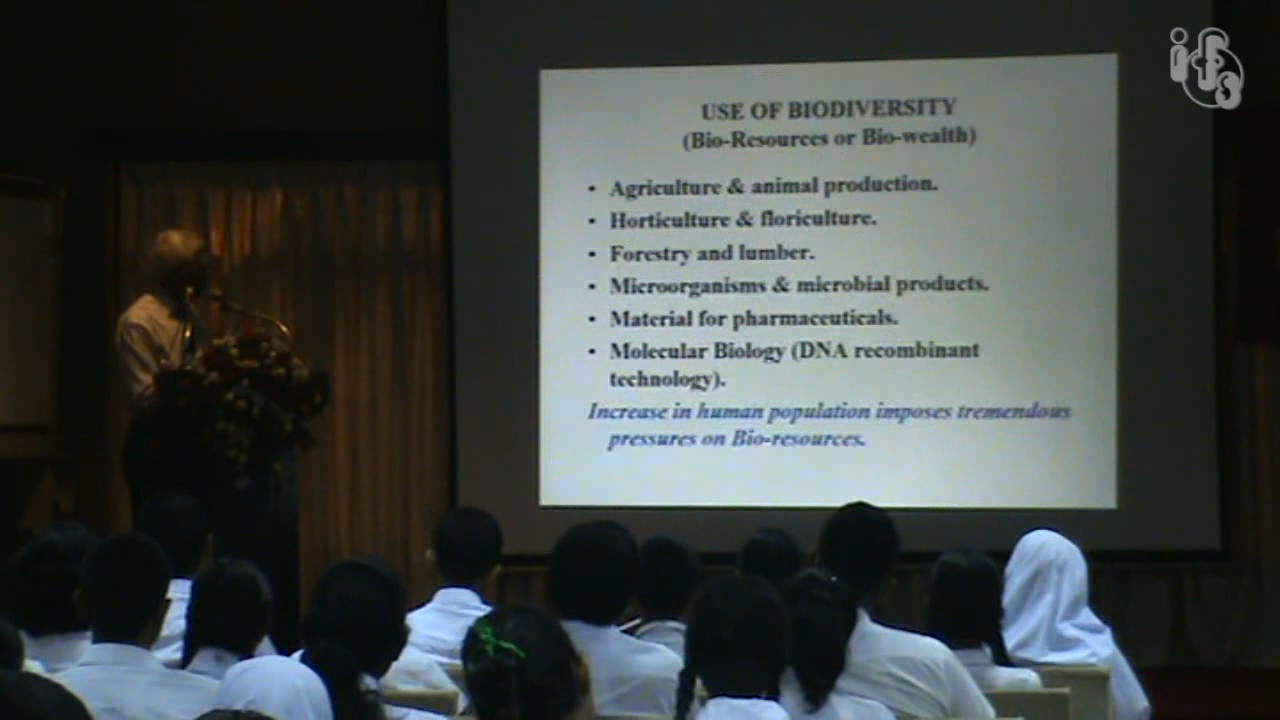 USE OF BIODIVERSITY
(Bio-Resources or Bio-wealth)
• Agriculture & animal production.
• Horticulture & floriculture.
• Forestry and lumber.
• Microorganisms & microbial products.
• Material for pharmaceuticals.
• Molecular Biology (DNA recombinant
technology).
Increase in human population imposes tremendous
pressures on Bio-resources.